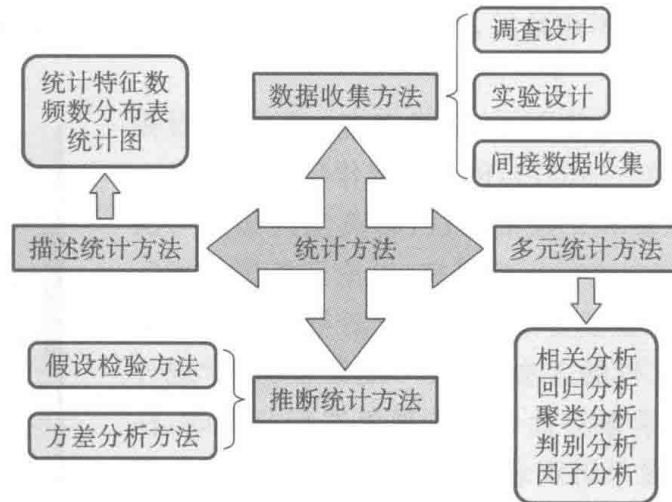 调查设计
统计特征数
频数分布表
统计图
数据收集方法
实验设计
间接数据收集
描述统计方法
统计方法
多元统计方法
假设检验方法
推断统计方法
方差分析方法
相关分析
回归分析
聚类分析
判别分析
因子分析